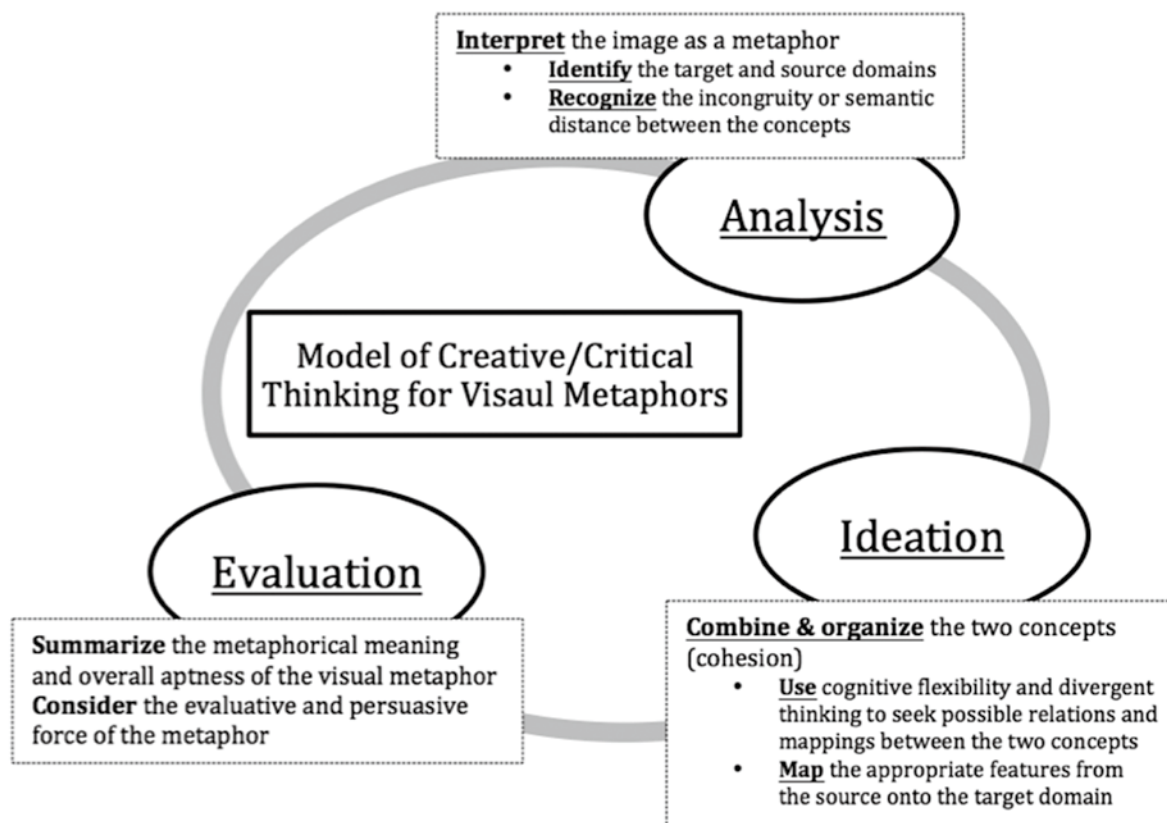 Interpret the image as a metaphor
• Identify the target and source domains
• Recognize the incongruity or semantic
distance between the concepts
Analysis
Model of Creative/Critical
Thinking for Visaul Metaphors
Ideation
Combine & organize the two concepts
(cohesion)
• Use cognitive flexibility and divergent
thinking to seek possible relations and
mappings between the two concepts
• Map the appropriate features from
the source onto the target domain
Evaluation
Summarize the metaphorical meaning
and overall aptness of the visual metaphor
Consider the evaluative and persuasive
force of the metaphor